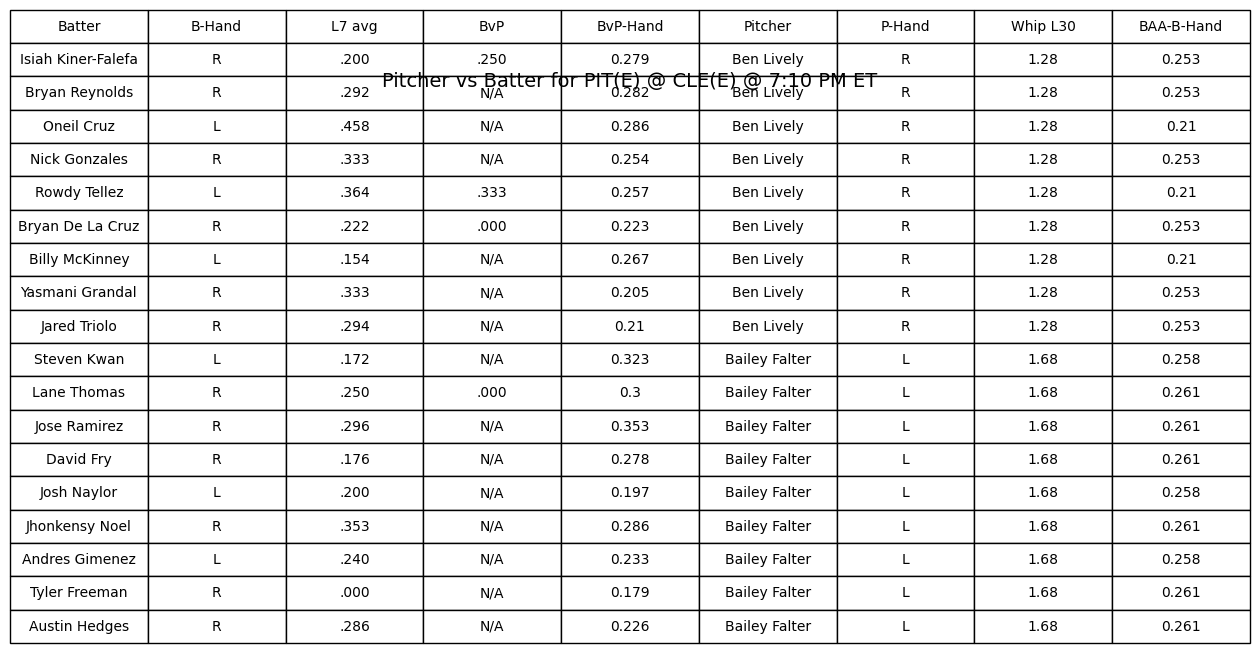 Batter B-Hand L7 avg BvP BvP-Hand Pitcher P-Hand Whip L30 BAA-B-Hand
Isiah Kiner-Falefa R .200 .250 0.279 Ben Lively R 1.28 0.253
Pitcher vs Batter for PIT(E) @ CLE(E) @ 7:10 PM ET
Bryan Reynolds R .292 N/A 0.282 Ben Lively R 1.28 0.253
Oneil Cruz L .458 N/A 0.286 Ben Lively R 1.28 0.21
Nick Gonzales R .333 N/A 0.254 Ben Lively R 1.28 0.253
Rowdy Tellez L .364 .333 0.257 Ben Lively R 1.28 0.21
Bryan De La Cruz R .222 .000 0.223 Ben Lively R 1.28 0.253
Billy McKinney L .154 N/A 0.267 Ben Lively R 1.28 0.21
Yasmani Grandal R .333 N/A 0.205 Ben Lively R 1.28 0.253
Jared Triolo R .294 N/A 0.21 Ben Lively R 1.28 0.253
Steven Kwan L .172 N/A 0.323 Bailey Falter L 1.68 0.258
Lane Thomas R .250 .000 0.3 Bailey Falter L 1.68 0.261
Jose Ramirez R .296 N/A 0.353 Bailey Falter L 1.68 0.261
David Fry R .176 N/A 0.278 Bailey Falter L 1.68 0.261
Josh Naylor L .200 N/A 0.197 Bailey Falter L 1.68 0.258
Jhonkensy Noel R .353 N/A 0.286 Bailey Falter L 1.68 0.261
Andres Gimenez L .240 N/A 0.233 Bailey Falter L 1.68 0.258
Tyler Freeman R .000 N/A 0.179 Bailey Falter L 1.68 0.261
Austin Hedges R .286 N/A 0.226 Bailey Falter L 1.68 0.261